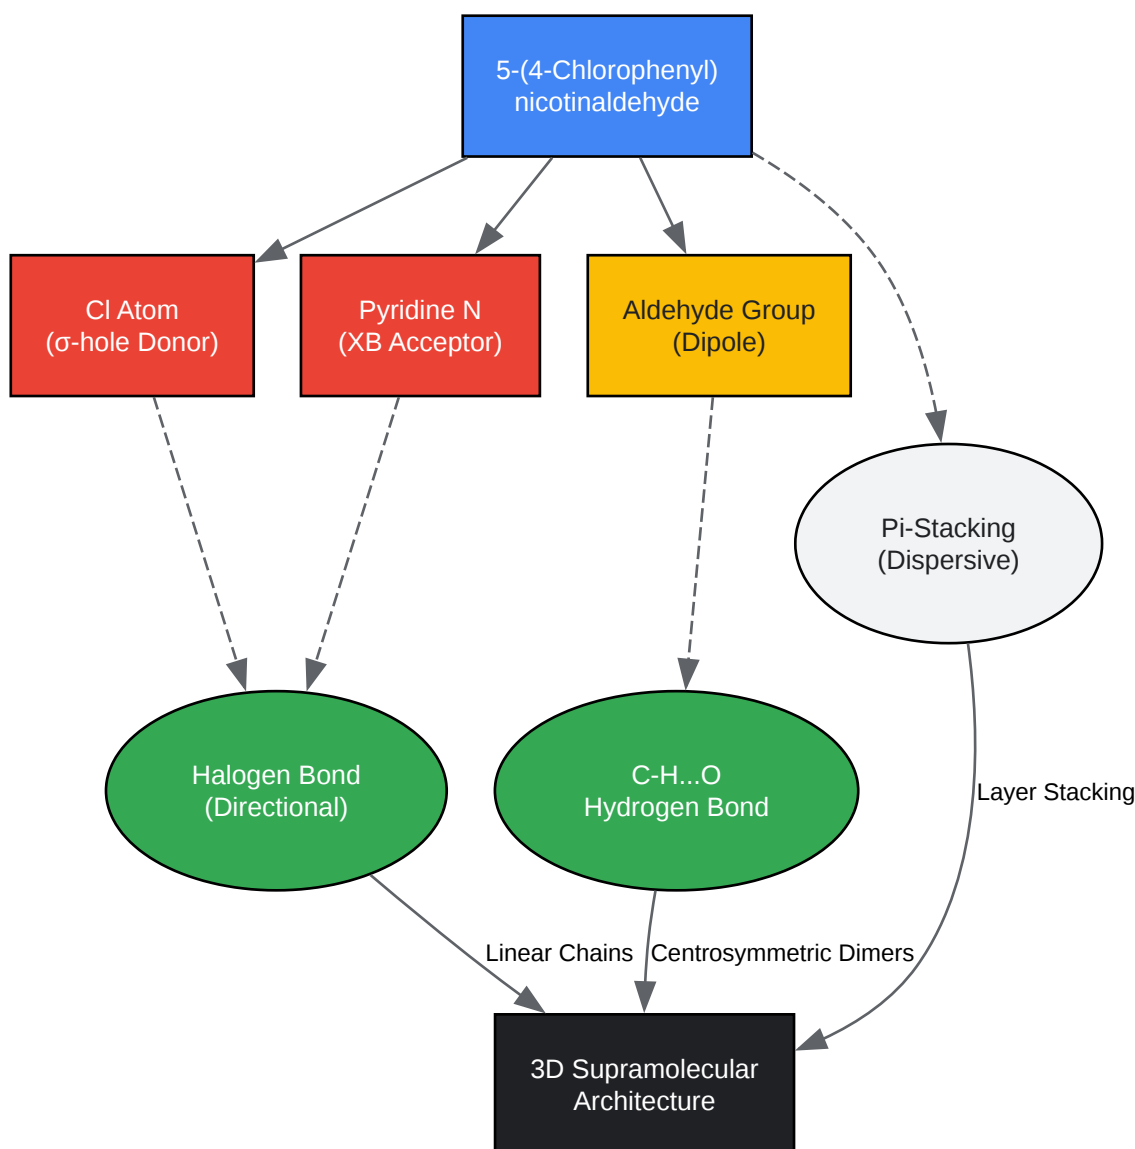 5-(4-Chlorophenyl)
nicotinaldehyde
Cl Atom
(σ-hole Donor)
Pyridine N
(XB Acceptor)
Aldehyde Group
(Dipole)
Pi-Stacking
(Dispersive)
Halogen Bond
(Directional)
C-H...O
Hydrogen Bond
Layer Stacking
Linear Chains
Centrosymmetric Dimers
3D Supramolecular
Architecture